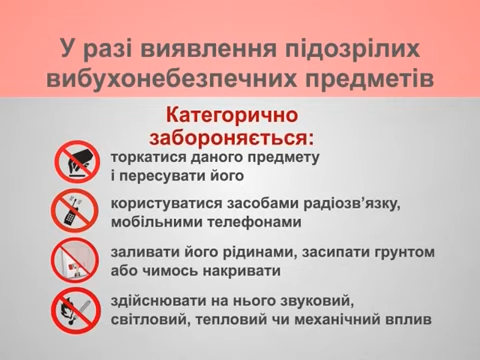 У разі виявлення підозрілих
вибухонебезпечних предметів
Категорично
забороняється:
торкатися даного предмету
і пересувати його
користуватися засобами радіозв’язку,
мобільними телефонами
заливати його рідинами, засипати грунтом
або чимось накривати
здійснювати на нього звуковий,
світловий, тепловий чи механічний вплив